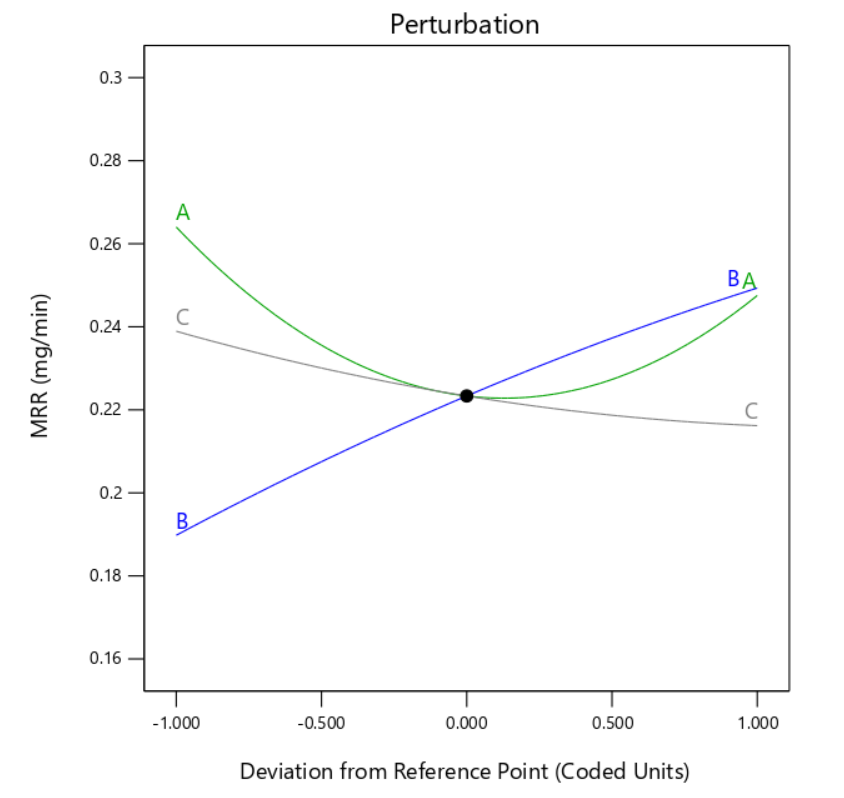 Perturbation
MRR (mg/min)
0.3
0.28
0.26
0.24
0.22
0.2
0.18
0.16
A
C
B
B A
C
-1.000 -0.500 0.000 0.500 1.000
Deviation from Reference Point (Coded Units)